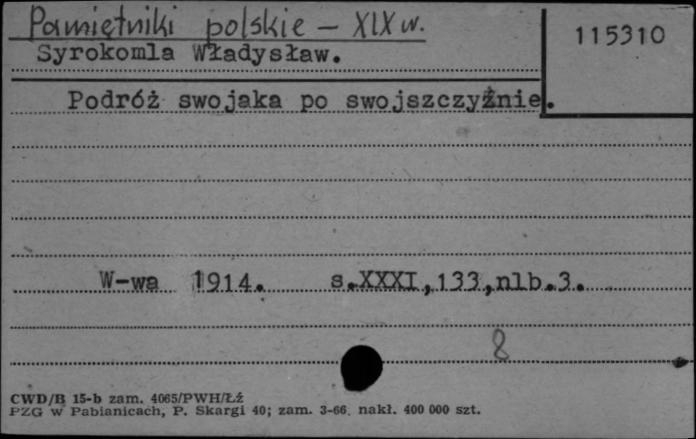 Pamiętniki polskie - XIX w.
115310
Syrokomla Władysław.
Podróż swojaka po swojszczyźnie.
W-wa 1914. s.XXXI,133,nlb.3.
8
CWD/B 15-b zam. 4065/PWH/Łź
PZG w Pabianicach, P. Skargi 40; zam. 3-66. nakł. 400 000 szt.